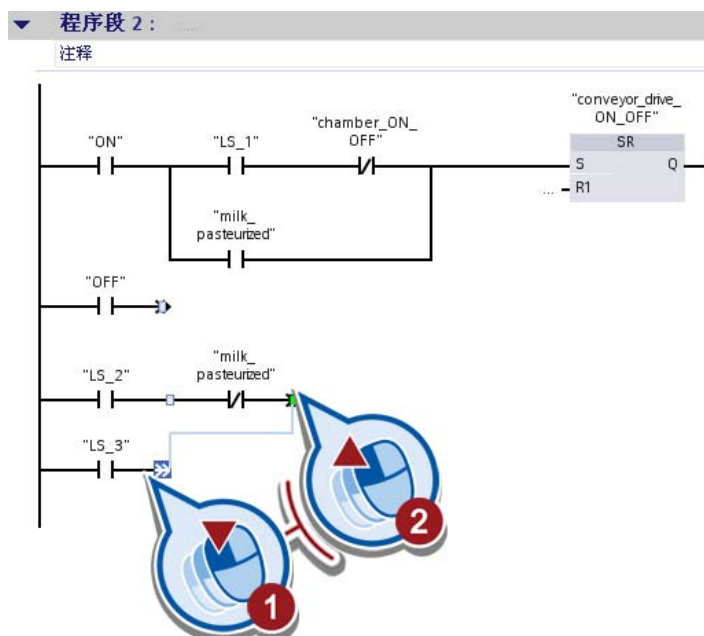 程序段 2： .....
注释
"conveyor_drive_
ON_OFF"
"ON"
"LS_1"
"chamber_ON_
OFF"
SR
S
Q
... R1
"milk_
pasteurized"
"OFF"
"LS_2"
"milk_
pasteurized"
"LS_3"
2
1